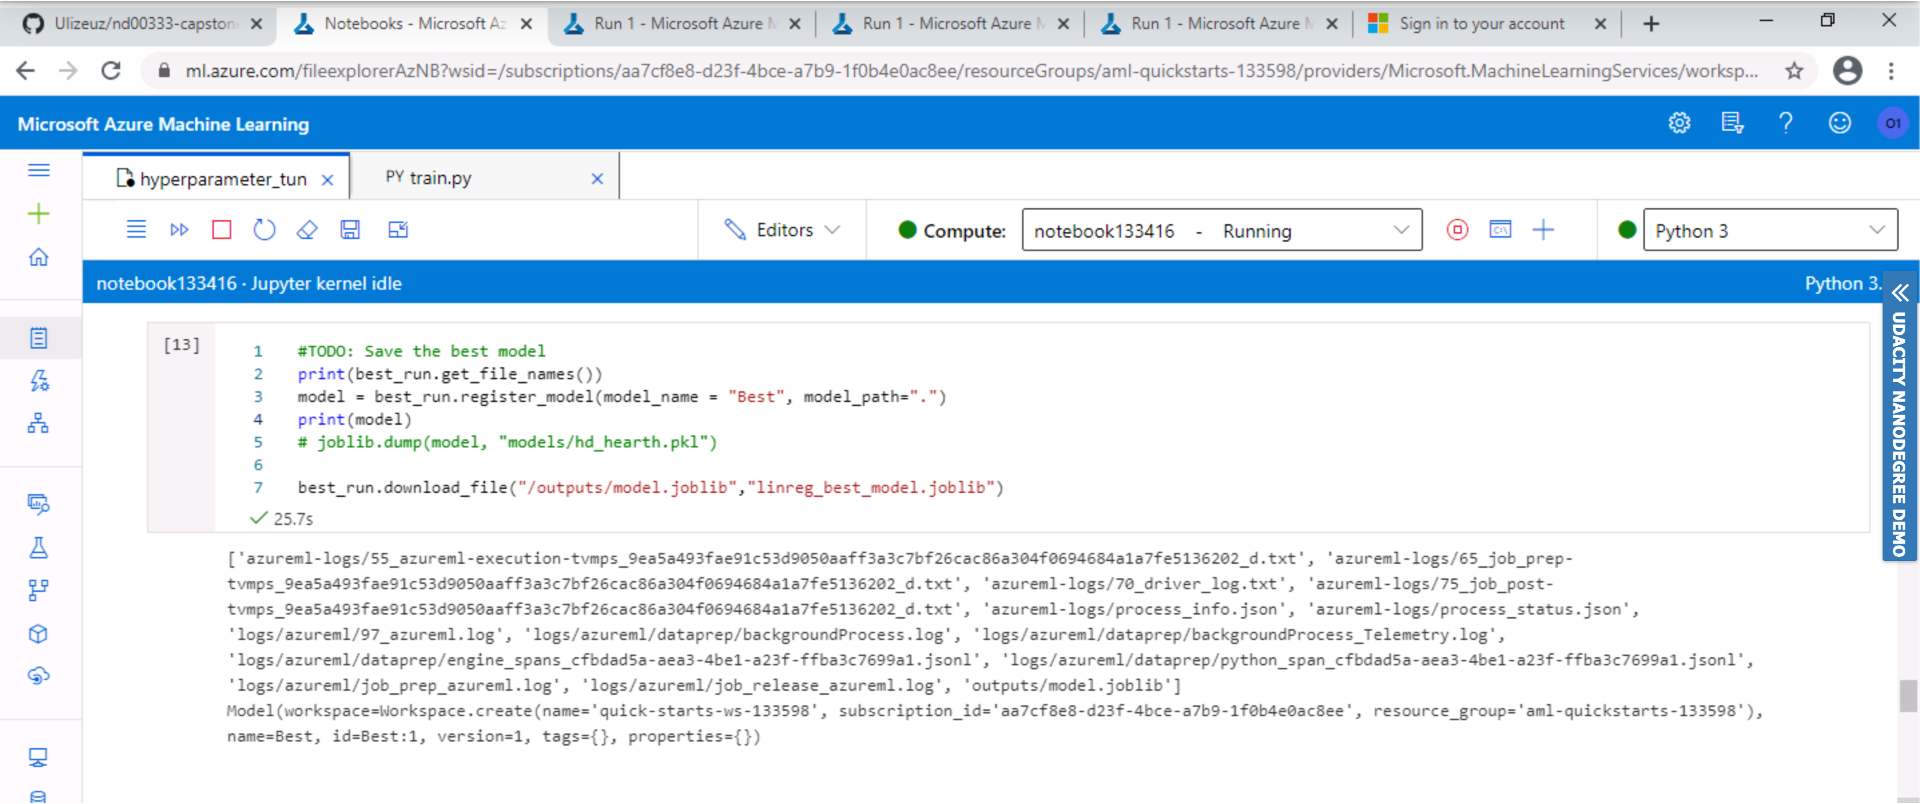 Ulizeuz/nd00333-capston
Notebooks - Microsoft Az
Run 1 - Microsoft Azure M
Run 1 - Microsoft Azure M
Run 1 - Microsoft Azure M
Sign in to your account
ml.azure.com/fileexplorerAzNB?wsid=/subscriptions/aa7cf8e8-d23f-4bce-a7b9-1f0b4e0ac8ee/resourceGroups/aml-quickstarts-133598/providers/Microsoft.MachineLearningServices/worksp...
Microsoft Azure Machine Learning
O1
hyperparameter_tun
PY train.py
Editors
Compute:
notebook133416 - Running
Python 3
notebook133416 · Jupyter kernel idle
Python 3.
UDACITY NANODEGREE DEMO
[13]
1 #TODO: Save the best model
2 print(best_run.get_file_names())
3 model = best_run.register_model(model_name = "Best", model_path=".")
4 print(model)
5 # joblib.dump(model, "models/hd_hearth.pkl")
6
7 best_run.download_file("/outputs/model.joblib","linreg_best_model.joblib")
25.7s
['azureml-logs/55_azureml-execution-tvmps_9ea5a493fae91c53d9050aaff3a3c7bf26cac86a304f0694684a1a7fe5136202_d.txt', 'azureml-logs/65_job_prep-
tvmps_9ea5a493fae91c53d9050aaff3a3c7bf26cac86a304f0694684a1a7fe5136202_d.txt', 'azureml-logs/70_driver_log.txt', 'azureml-logs/75_job_post-
tvmps_9ea5a493fae91c53d9050aaff3a3c7bf26cac86a304f0694684a1a7fe5136202_d.txt', 'azureml-logs/process_info.json', 'azureml-logs/process_status.json',
'logs/azureml/97_azureml.log', 'logs/azureml/dataprep/backgroundProcess.log', 'logs/azureml/dataprep/backgroundProcess_Telemetry.log',
'logs/azureml/dataprep/engine_spans_cfbdad5a-aea3-4be1-a23f-ffba3c7699a1.jsonl', 'logs/azureml/dataprep/python_span_cfbdad5a-aea3-4be1-a23f-ffba3c7699a1.jsonl',
'logs/azureml/job_prep_azureml.log', 'logs/azureml/job_release_azureml.log', 'outputs/model.joblib']
Model(workspace=Workspace.create(name='quick-starts-ws-133598', subscription_id='aa7cf8e8-d23f-4bce-a7b9-1f0b4e0ac8ee', resource_group='aml-quickstarts-133598'),
name=Best, id=Best:1, version=1, tags={}, properties={})